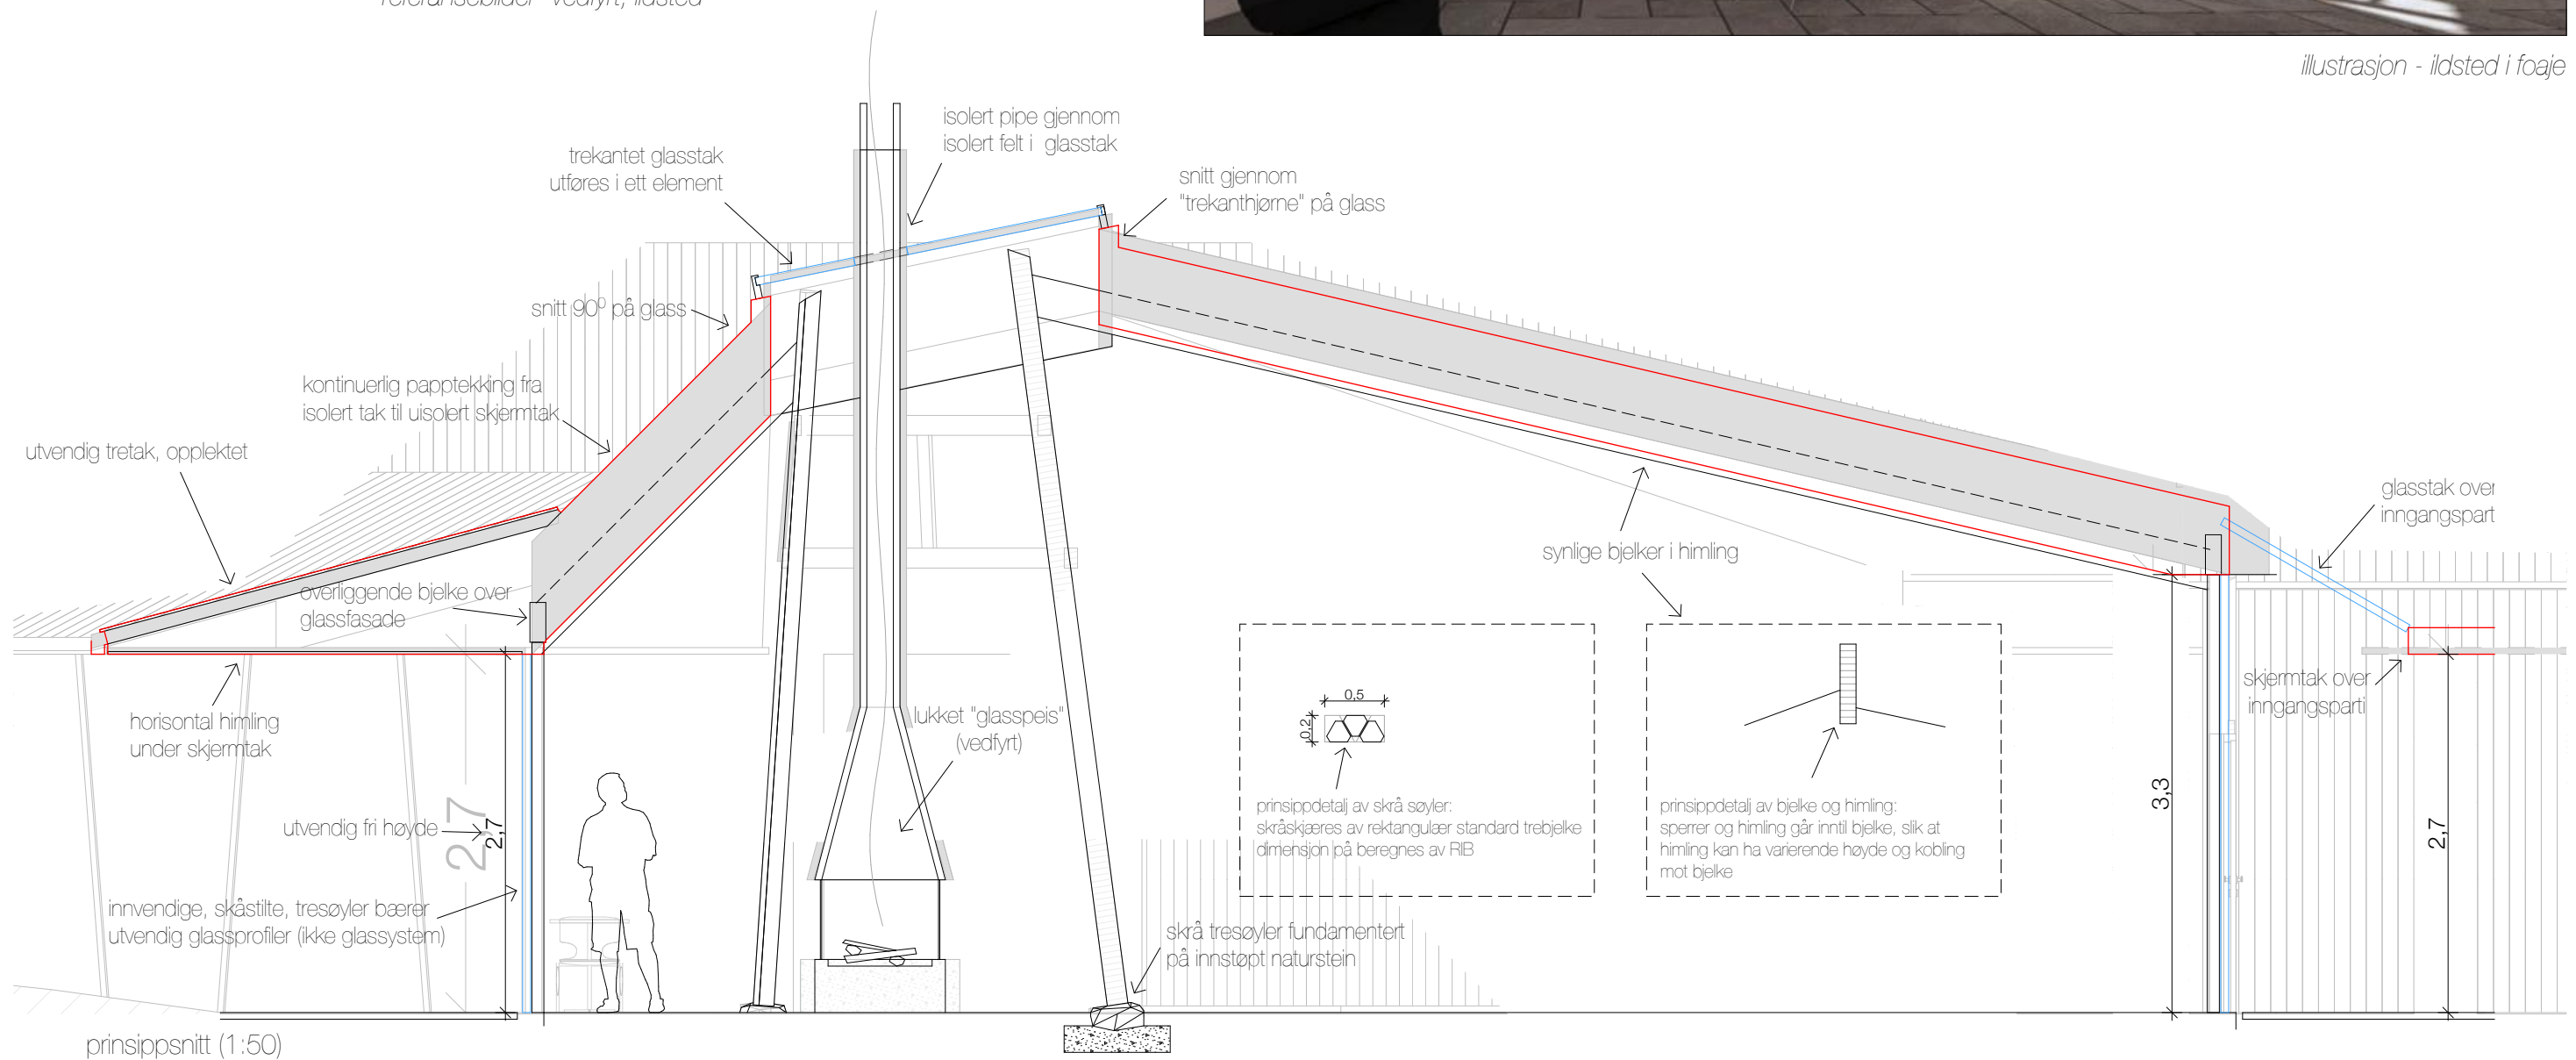 referansebilder- vedfyrt, ildsted
illustrasjon - ildsted i foaje
isolert pipe gjennom
isolert felt i glasstak
trekantet glasstak
utføres i ett element
snitt gjennom
"trekanthjørne" på glass
snitt 90⁰ på glass
kontinuerlig papptekking fra
isolert tak til uisolert skjermtak
utvendig tretak, opplektet
glasstak over
inngangspart
synlige bjelker i himling
overliggende bjelke over
glassfasade
skjermtak over
inngangsparti
horisontal himling
under skjermtak
lukket "glasspeis"
(vedfyrt)
0,5
0,2
prinsippdetalj av skrå søyler:
skråskjæres av rektangulær standard trebjelke
dimensjon på beregnes av RIB
prinsippdetalj av bjelke og himling:
sperrer og himling går inntil bjelke, slik at
himling kan ha varierende høyde og kobling
mot bjelke
3,3
2,7
utvendig fri høyde
2,7
2,7
innvendige, skåstilte, tresøyler bærer
utvendig glassprofiler (ikke glassystem)
skrå tresøyler fundamentert
på innstøpt naturstein
prinsippsnitt (1:50)